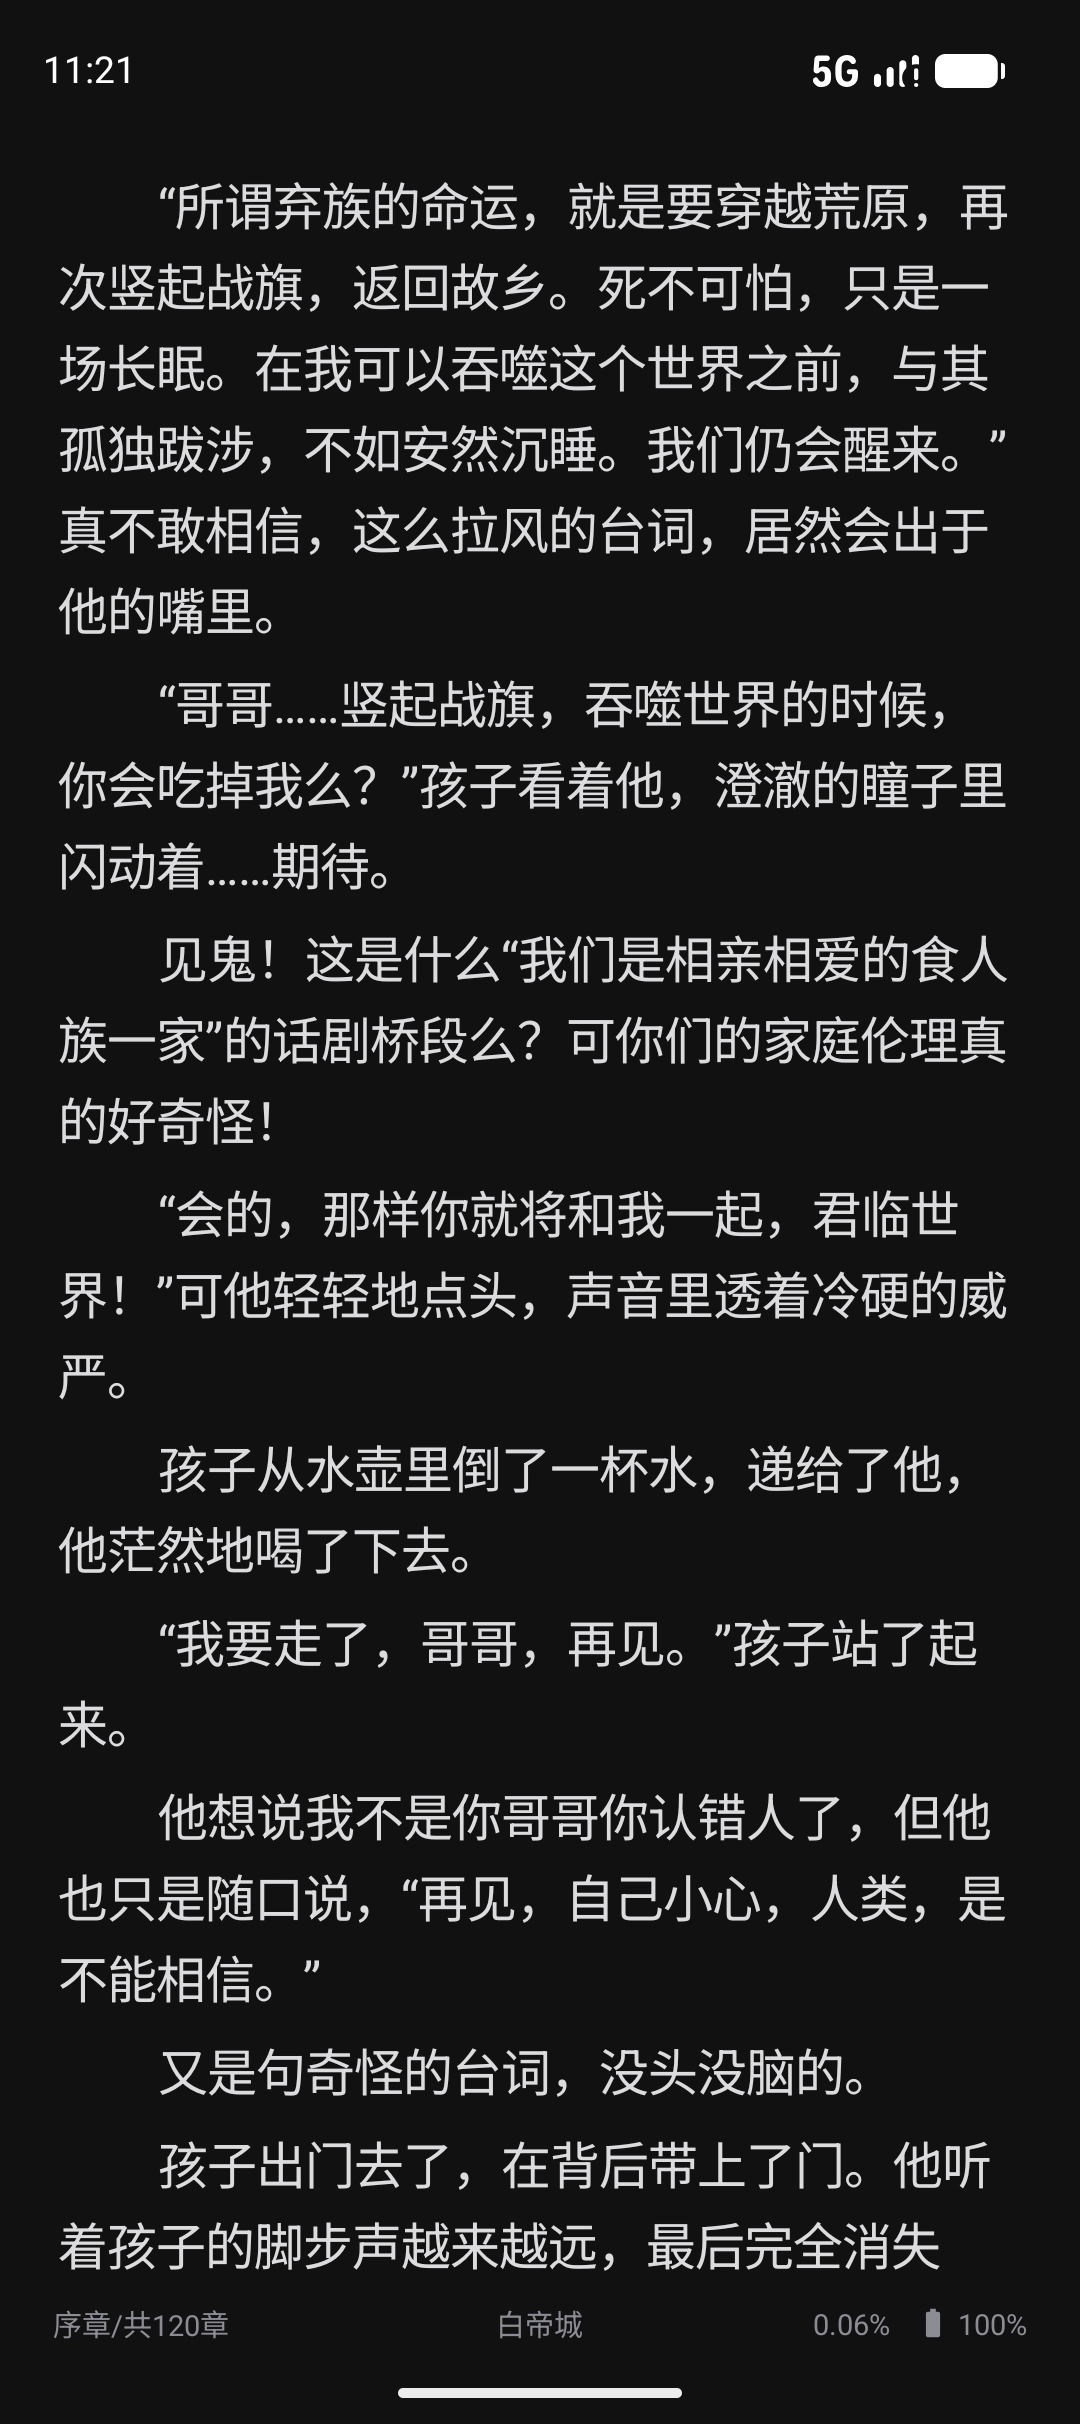 11:21
5G
“所谓弃族的命运，就是要穿越荒原，再
次竖起战旗，返回故乡。死不可怕，只是一
场长眠。在我可以吞噬这个世界之前，与其
孤独跋涉，不如安然沉睡。我们仍会醒来。”
真不敢相信，这么拉风的台词，居然会出于
他的嘴里。
“哥哥……竖起战旗，吞噬世界的时候，
你会吃掉我么？”孩子看着他，澄澈的瞳子里
闪动着……期待。
见鬼！这是什么“我们是相亲相爱的食人
族一家”的话剧桥段么？可你们的家庭伦理真
的好奇怪！
“会的，那样你就将和我一起，君临世
界！”可他轻轻地点头，声音里透着冷硬的威
严。
孩子从水壶里倒了一杯水，递给了他，
他茫然地喝了下去。
“我要走了，哥哥，再见。”孩子站了起
来。
他想说我不是你哥哥你认错人了，但他
也只是随口说，“再见，自己小心，人类，是
不能相信。”
又是句奇怪的台词，没头没脑的。
孩子出门去了，在背后带上了门。他听
着孩子的脚步声越来越远，最后完全消失
序章/共120章
白帝城
0.06%
100%